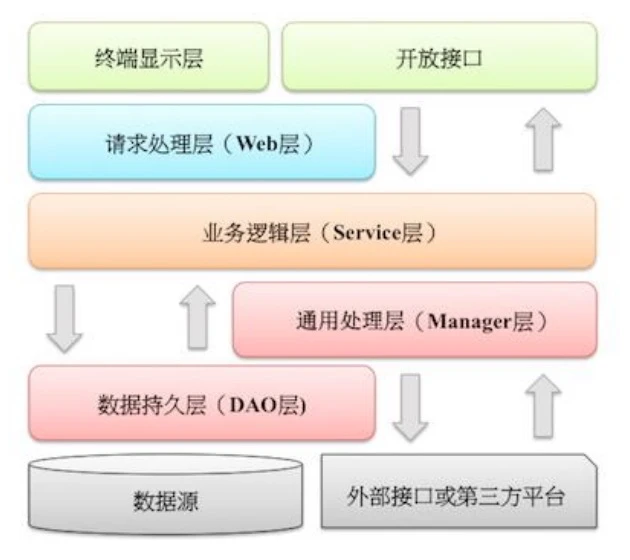 终端显示层
开放接口
请求处理层（Web层）
业务逻辑层（Service层）
通用处理层（Manager层）
数据持久层（DAO层)
数据源
外部接口或第三方平台